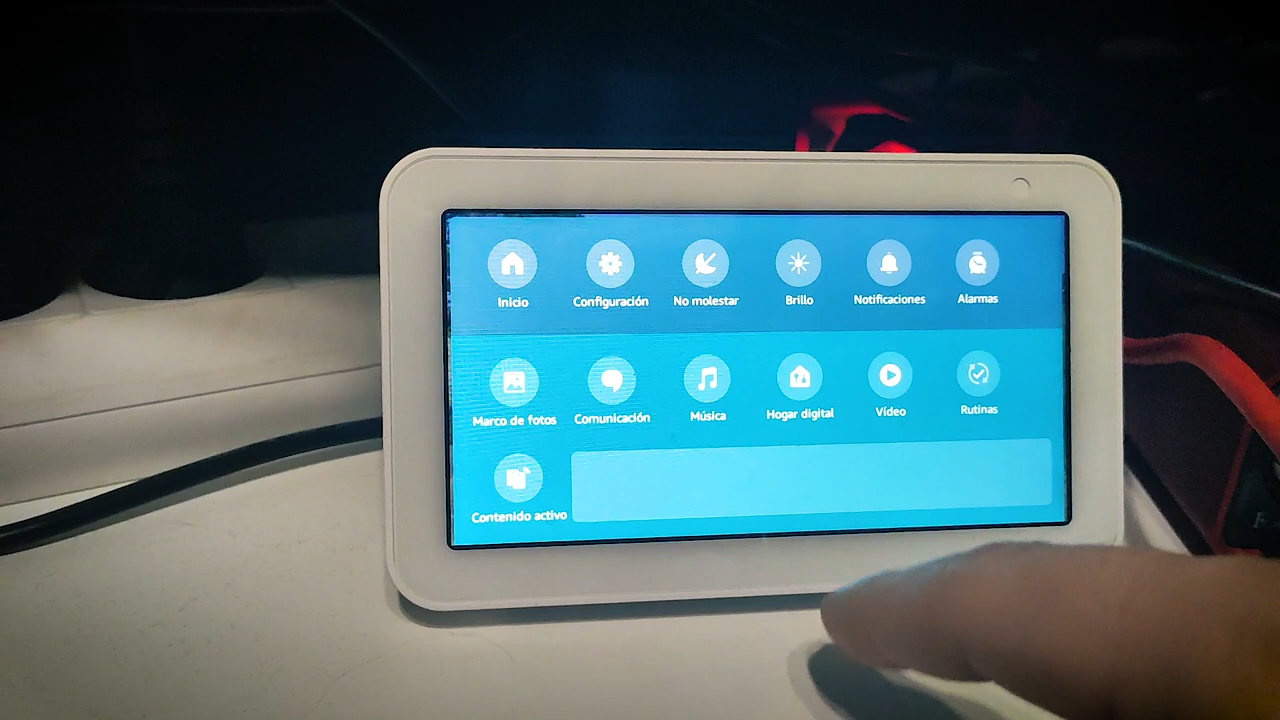 Inicio
Configuración
No molestar
Brillo
Notificaciones
Alarmas
Marco de fotos
Comunicación
Música
Hogar digital
Vídeo
Rutinas
Contenido activo